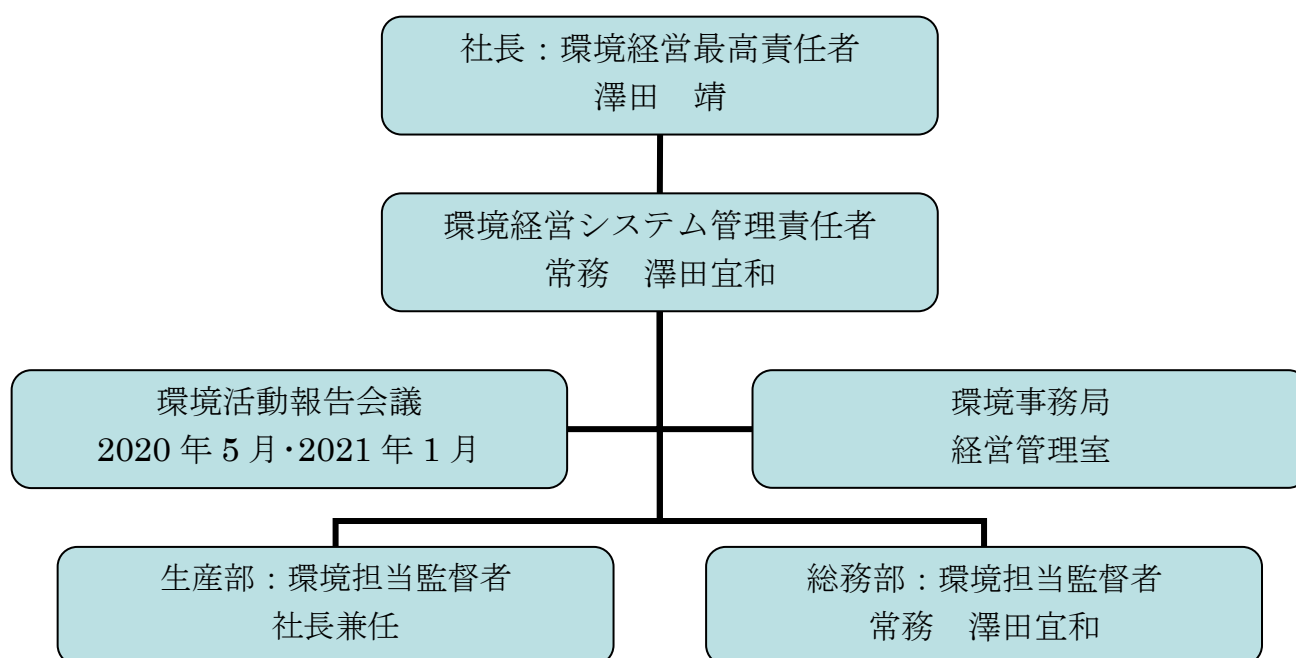 社長：環境経営最高責任者
澤田　靖
環境経営システム管理責任者
常務　澤田宜和
環境活動報告会議
2020 年 5 月・2021 年 1 月
環境事務局
経営管理室
生産部：環境担当監督者
社長兼任
総務部：環境担当監督者
常務　澤田宜和